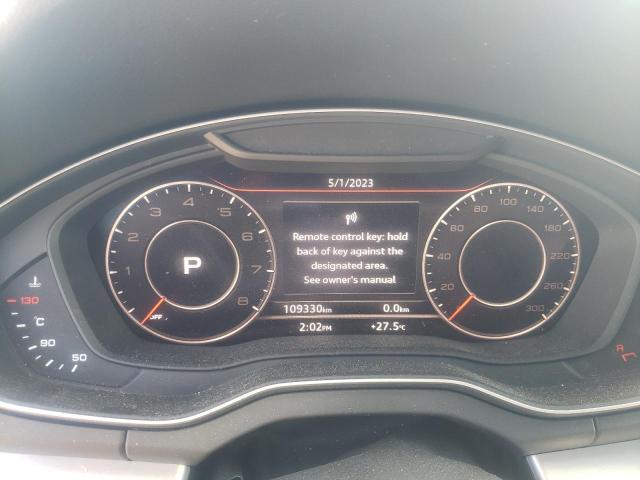 5/1/2023
Remote control key: hold
back of key against the
designated area.
See owner's manual
109330km 0.0km
2:02PM +27.5°C
1 2 3 4 5 6 7 8
P
OFF
20 60 80 100 120 140 180 220 260 300
130
°C
90
50
R